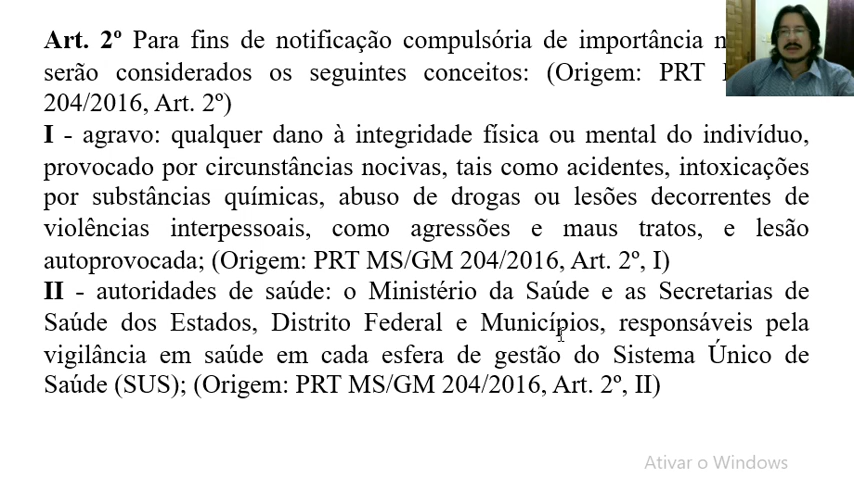 Art. 2º Para fins de notificação compulsória de importância
serão considerados os seguintes conceitos: (Origem: PRT
204/2016, Art. 2º)
I - agravo: qualquer dano à integridade física ou mental do indivíduo,
provocado por circunstâncias nocivas, tais como acidentes, intoxicações
por substâncias químicas, abuso de drogas ou lesões decorrentes de
violências interpessoais, como agressões e maus tratos, e lesão
autoprovocada; (Origem: PRT MS/GM 204/2016, Art. 2º, I)
II - autoridades de saúde: o Ministério da Saúde e as Secretarias de
Saúde dos Estados, Distrito Federal e Municípios, responsáveis pela
vigilância em saúde em cada esfera de gestão do Sistema Único de
Saúde (SUS); (Origem: PRT MS/GM 204/2016, Art. 2º, II)
Ativar o Windows